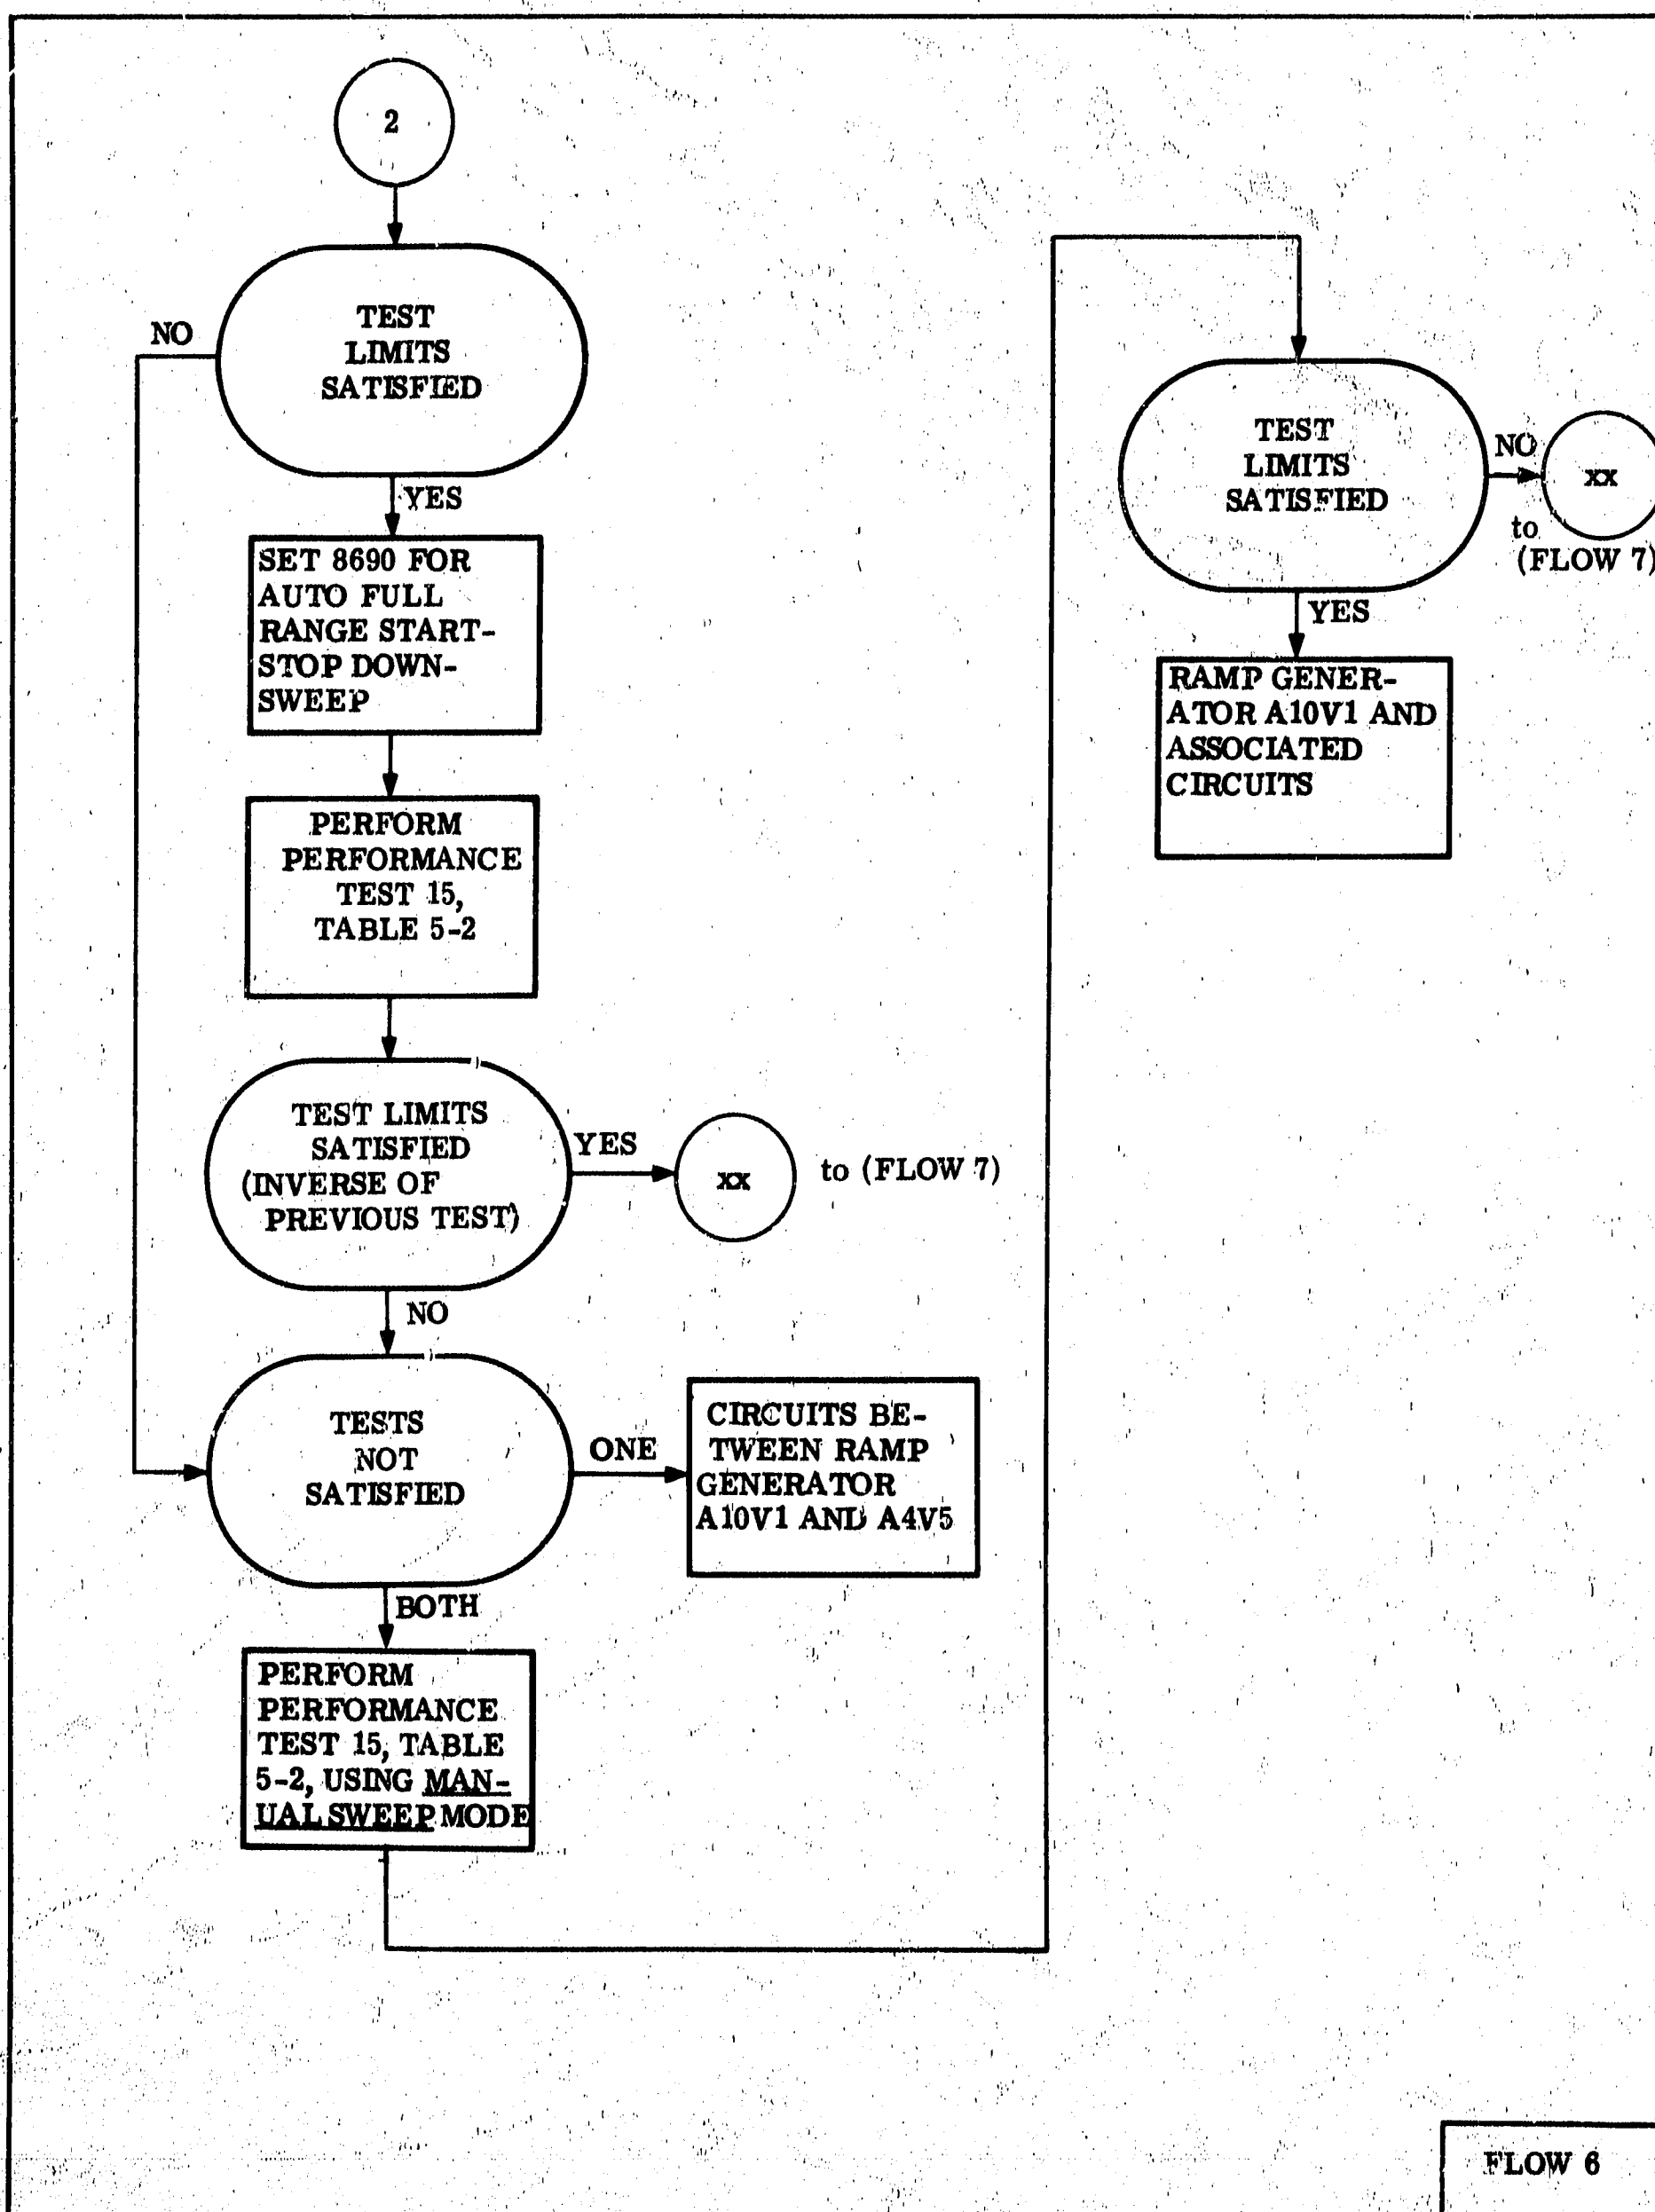 2
TEST
LIMITS
SATISFIED
NO
YES
SET 8690 FOR
AUTO FULL
RANGE START-
STOP DOWN-
SWEEP
PERFORM
PERFORMANCE
TEST 15,
TABLE 5-2
TEST LIMITS
SATISFIED
(INVERSE OF
PREVIOUS TEST)
YES
xx
to (FLOW 7)
NO
TESTS
NOT
SATISFIED
ONE
CIRCUITS BE-
TWEEN RAMP
GENERATOR
A10V1 AND A4V5
BOTH
PERFORM
PERFORMANCE
TEST 15, TABLE
5-2, USING MAN-
UAL SWEEP MODE
TEST
LIMITS
SATISFIED
NO
xx
to
(FLOW 7)
YES
RAMP GENER-
ATOR A10V1 AND
ASSOCIATED
CIRCUITS
FLOW 6